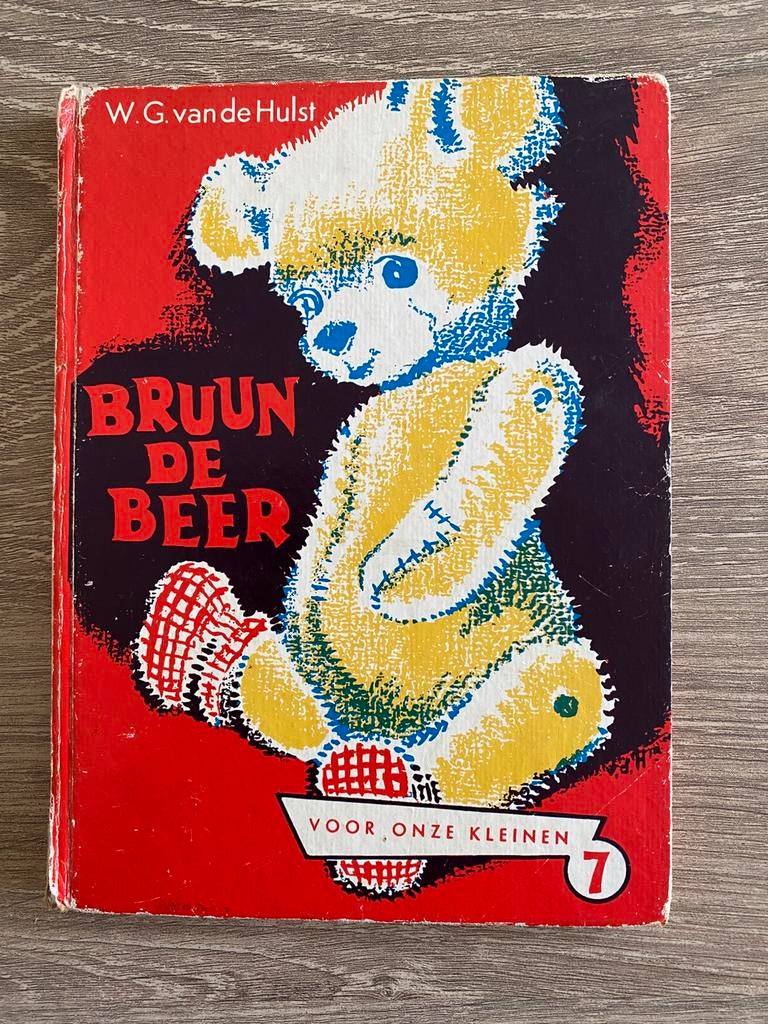 W. G. van de Hulst
BRUUN
DE
BEER
VOOR ONZE KLEINEN
7